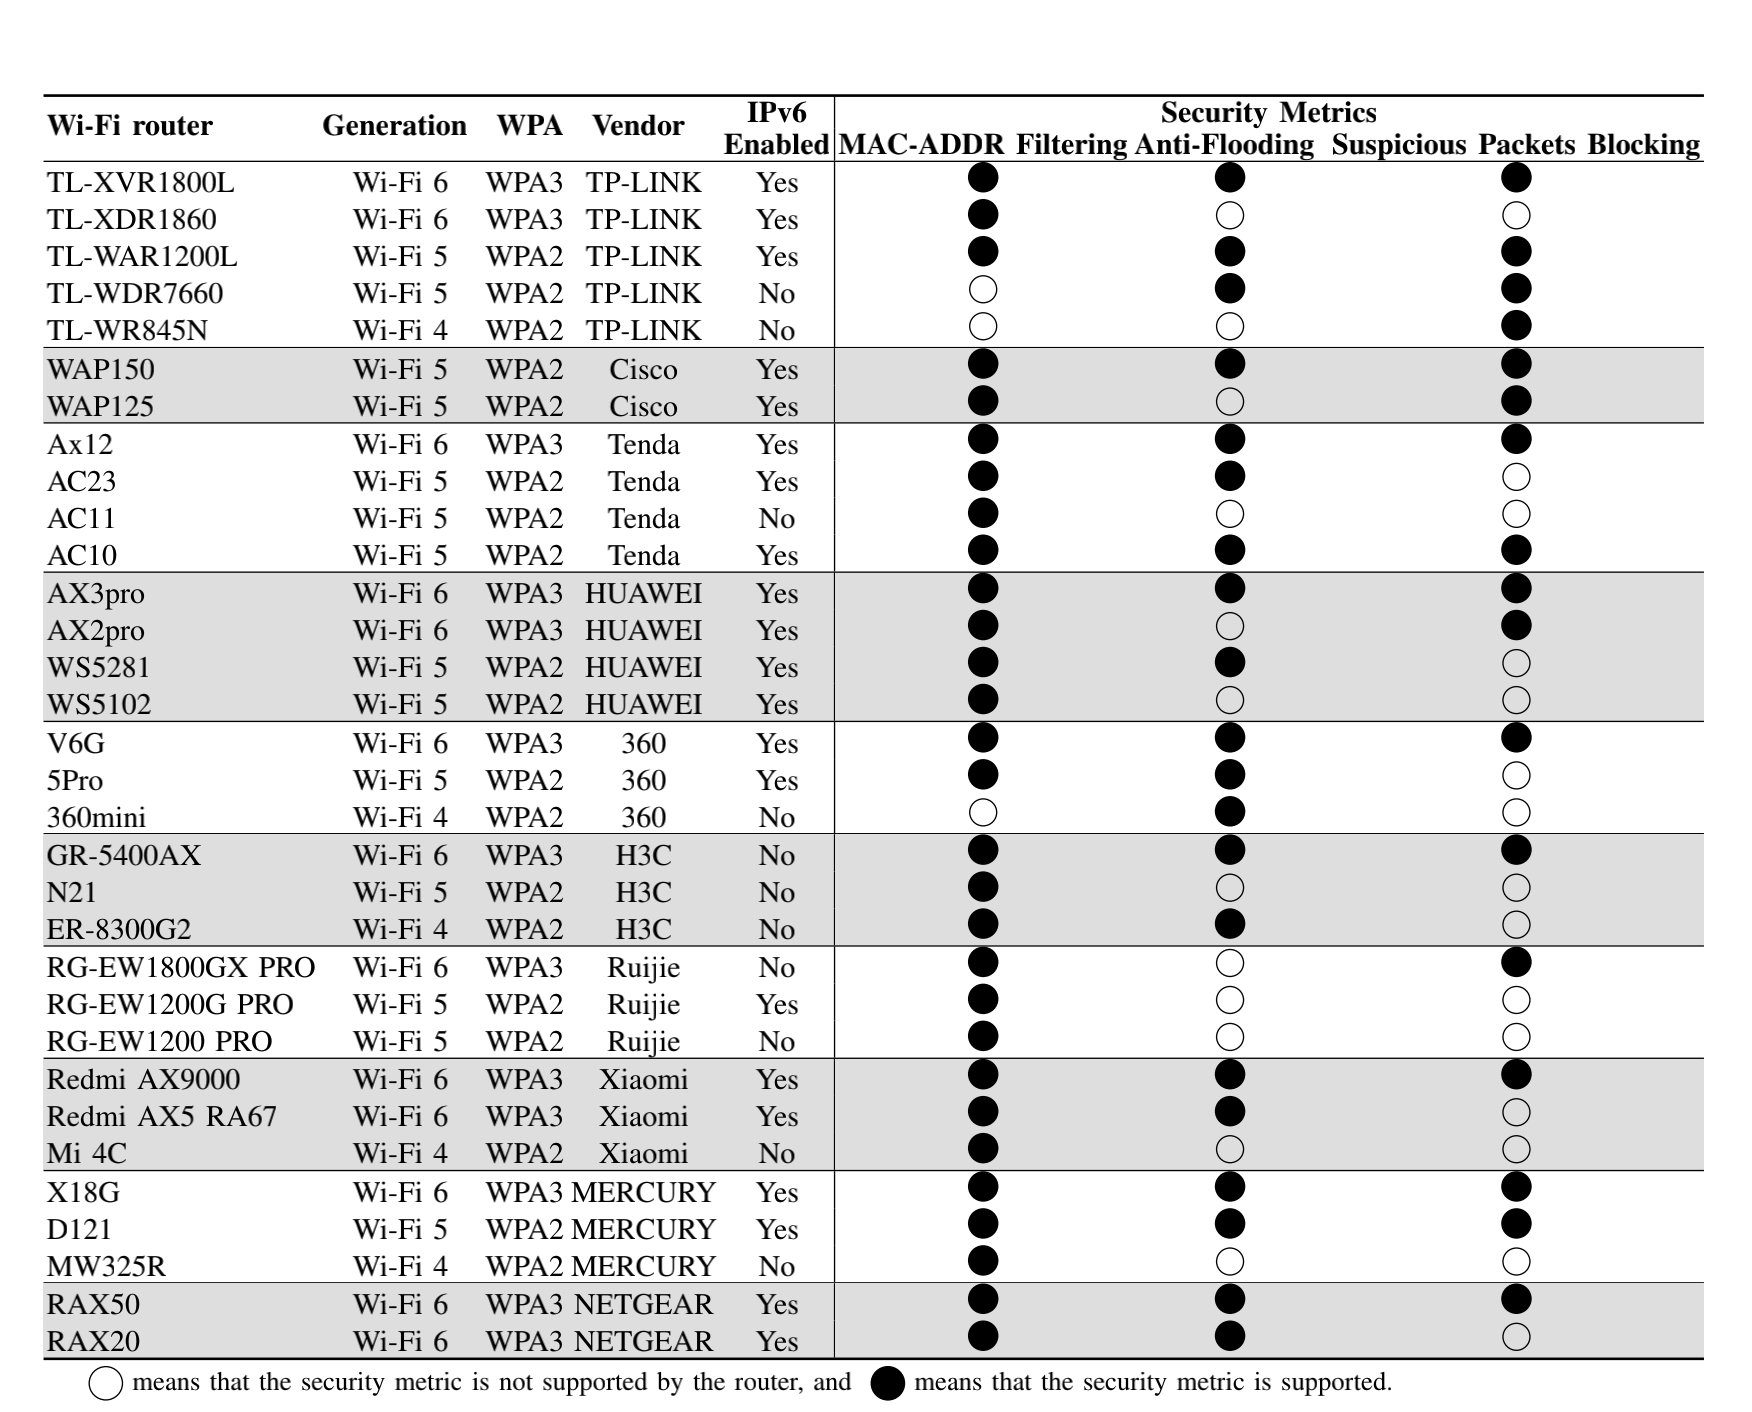 Wi-Fi router Generation WPA Vendor IPv6 Enabled Security Metrics
MAC-ADDR Filtering Anti-Flooding Suspicious Packets Blocking
TL-XVR1800L Wi-Fi 6 WPA3 TP-LINK Yes ● ● ●
TL-XDR1860 Wi-Fi 6 WPA3 TP-LINK Yes ● ○ ○
TL-WAR1200L Wi-Fi 5 WPA2 TP-LINK Yes ● ● ●
TL-WDR7660 Wi-Fi 5 WPA2 TP-LINK No ○ ● ●
TL-WR845N Wi-Fi 4 WPA2 TP-LINK No ○ ○ ●
WAP150 Wi-Fi 5 WPA2 Cisco Yes ● ● ●
WAP125 Wi-Fi 5 WPA2 Cisco Yes ● ○ ●
Ax12 Wi-Fi 6 WPA3 Tenda Yes ● ● ●
AC23 Wi-Fi 5 WPA2 Tenda Yes ● ● ○
AC11 Wi-Fi 5 WPA2 Tenda No ● ○ ○
AC10 Wi-Fi 5 WPA2 Tenda Yes ● ● ●
AX3pro Wi-Fi 6 WPA3 HUAWEI Yes ● ● ●
AX2pro Wi-Fi 6 WPA3 HUAWEI Yes ● ○ ●
WS5281 Wi-Fi 5 WPA2 HUAWEI Yes ● ● ○
WS5102 Wi-Fi 5 WPA2 HUAWEI Yes ● ○ ○
V6G Wi-Fi 6 WPA3 360 Yes ● ● ●
5Pro Wi-Fi 5 WPA2 360 Yes ● ● ○
360mini Wi-Fi 4 WPA2 360 No ○ ● ○
GR-5400AX Wi-Fi 6 WPA3 H3C No ● ● ●
N21 Wi-Fi 5 WPA2 H3C No ● ○ ○
ER-8300G2 Wi-Fi 4 WPA2 H3C No ● ● ○
RG-EW1800GX PRO Wi-Fi 6 WPA3 Ruijie No ● ○ ●
RG-EW1200G PRO Wi-Fi 5 WPA2 Ruijie Yes ● ○ ○
RG-EW1200 PRO Wi-Fi 5 WPA2 Ruijie No ● ○ ○
Redmi AX9000 Wi-Fi 6 WPA3 Xiaomi Yes ● ● ●
Redmi AX5 RA67 Wi-Fi 6 WPA3 Xiaomi Yes ● ● ○
Mi 4C Wi-Fi 4 WPA2 Xiaomi No ● ○ ○
X18G Wi-Fi 6 WPA3 MERCURY Yes ● ● ●
D121 Wi-Fi 5 WPA2 MERCURY Yes ● ● ●
MW325R Wi-Fi 4 WPA2 MERCURY No ● ○ ○
RAX50 Wi-Fi 6 WPA3 NETGEAR Yes ● ● ●
RAX20 Wi-Fi 6 WPA3 NETGEAR Yes ● ● ○
○ means that the security metric is not supported by the router, and ● means that the security metric is supported.